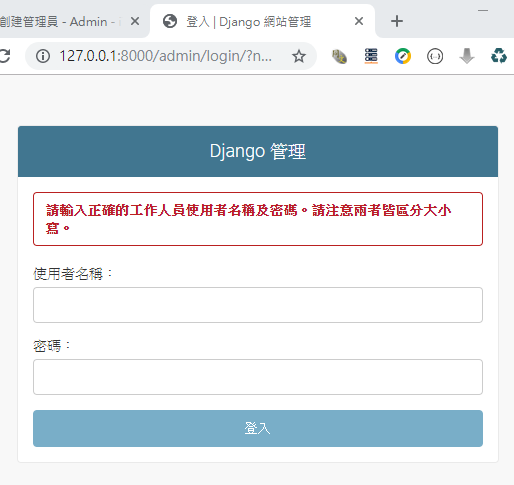 創建管理員 - Admin -
登入 | Django 網站管理
127.0.0.1:8000/admin/login/?n...
Django 管理
請輸入正確的工作人員使用者名稱及密碼。請注意兩者皆區分大小
寫。
使用者名稱：
密碼：
登入